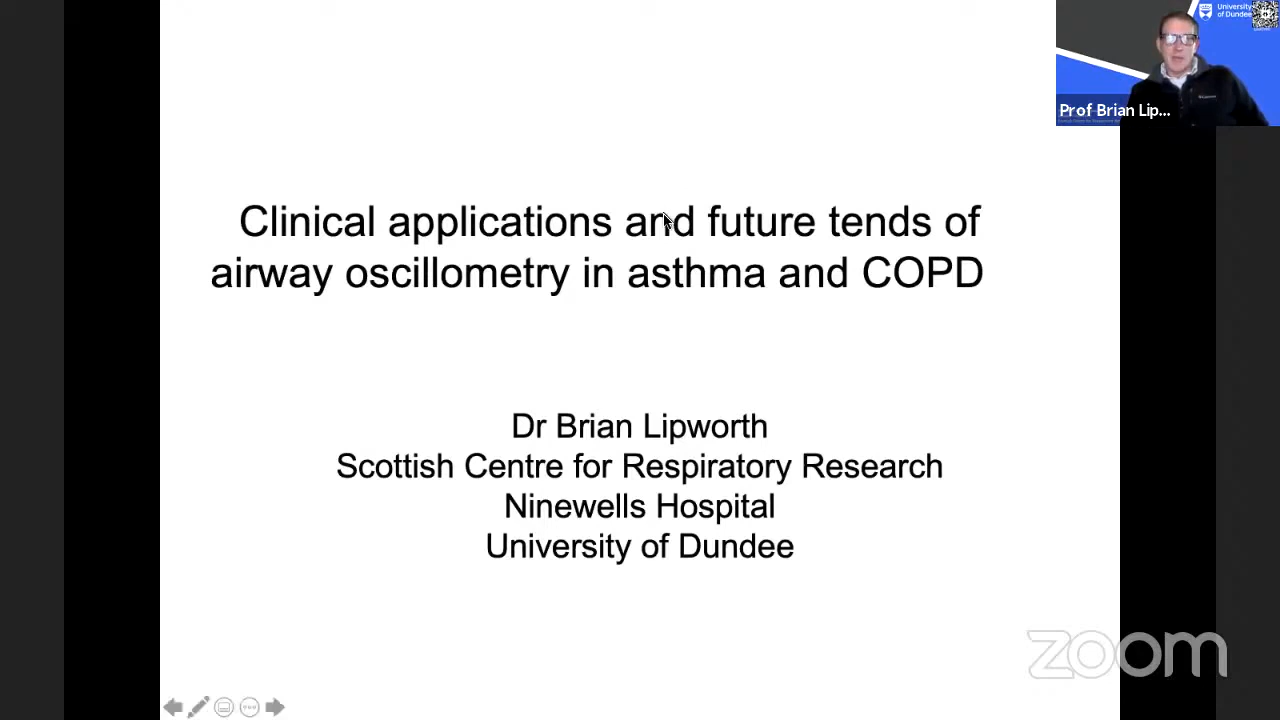 University
of Dundee
Prof Brian Lip...
Clinical applications and future tends of
airway oscillometry in asthma and COPD
Dr Brian Lipworth
Scottish Centre for Respiratory Research
Ninewells Hospital
University of Dundee
zoom